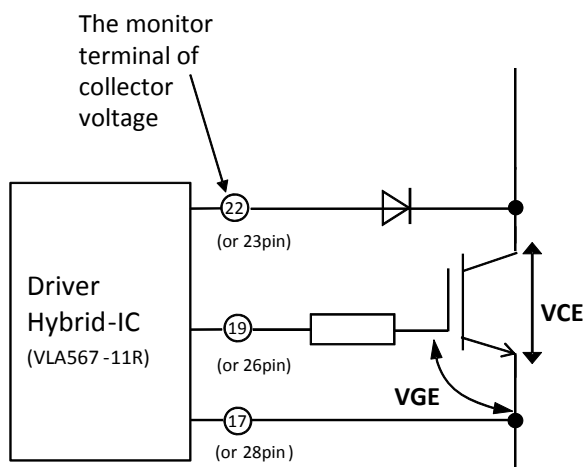 The monitor
terminal of
collector
voltage
22
(or 23pin)
Driver
Hybrid-IC
(VLA567 -11R)
19
(or 26pin)
VCE
VGE
17
(or 28pin)